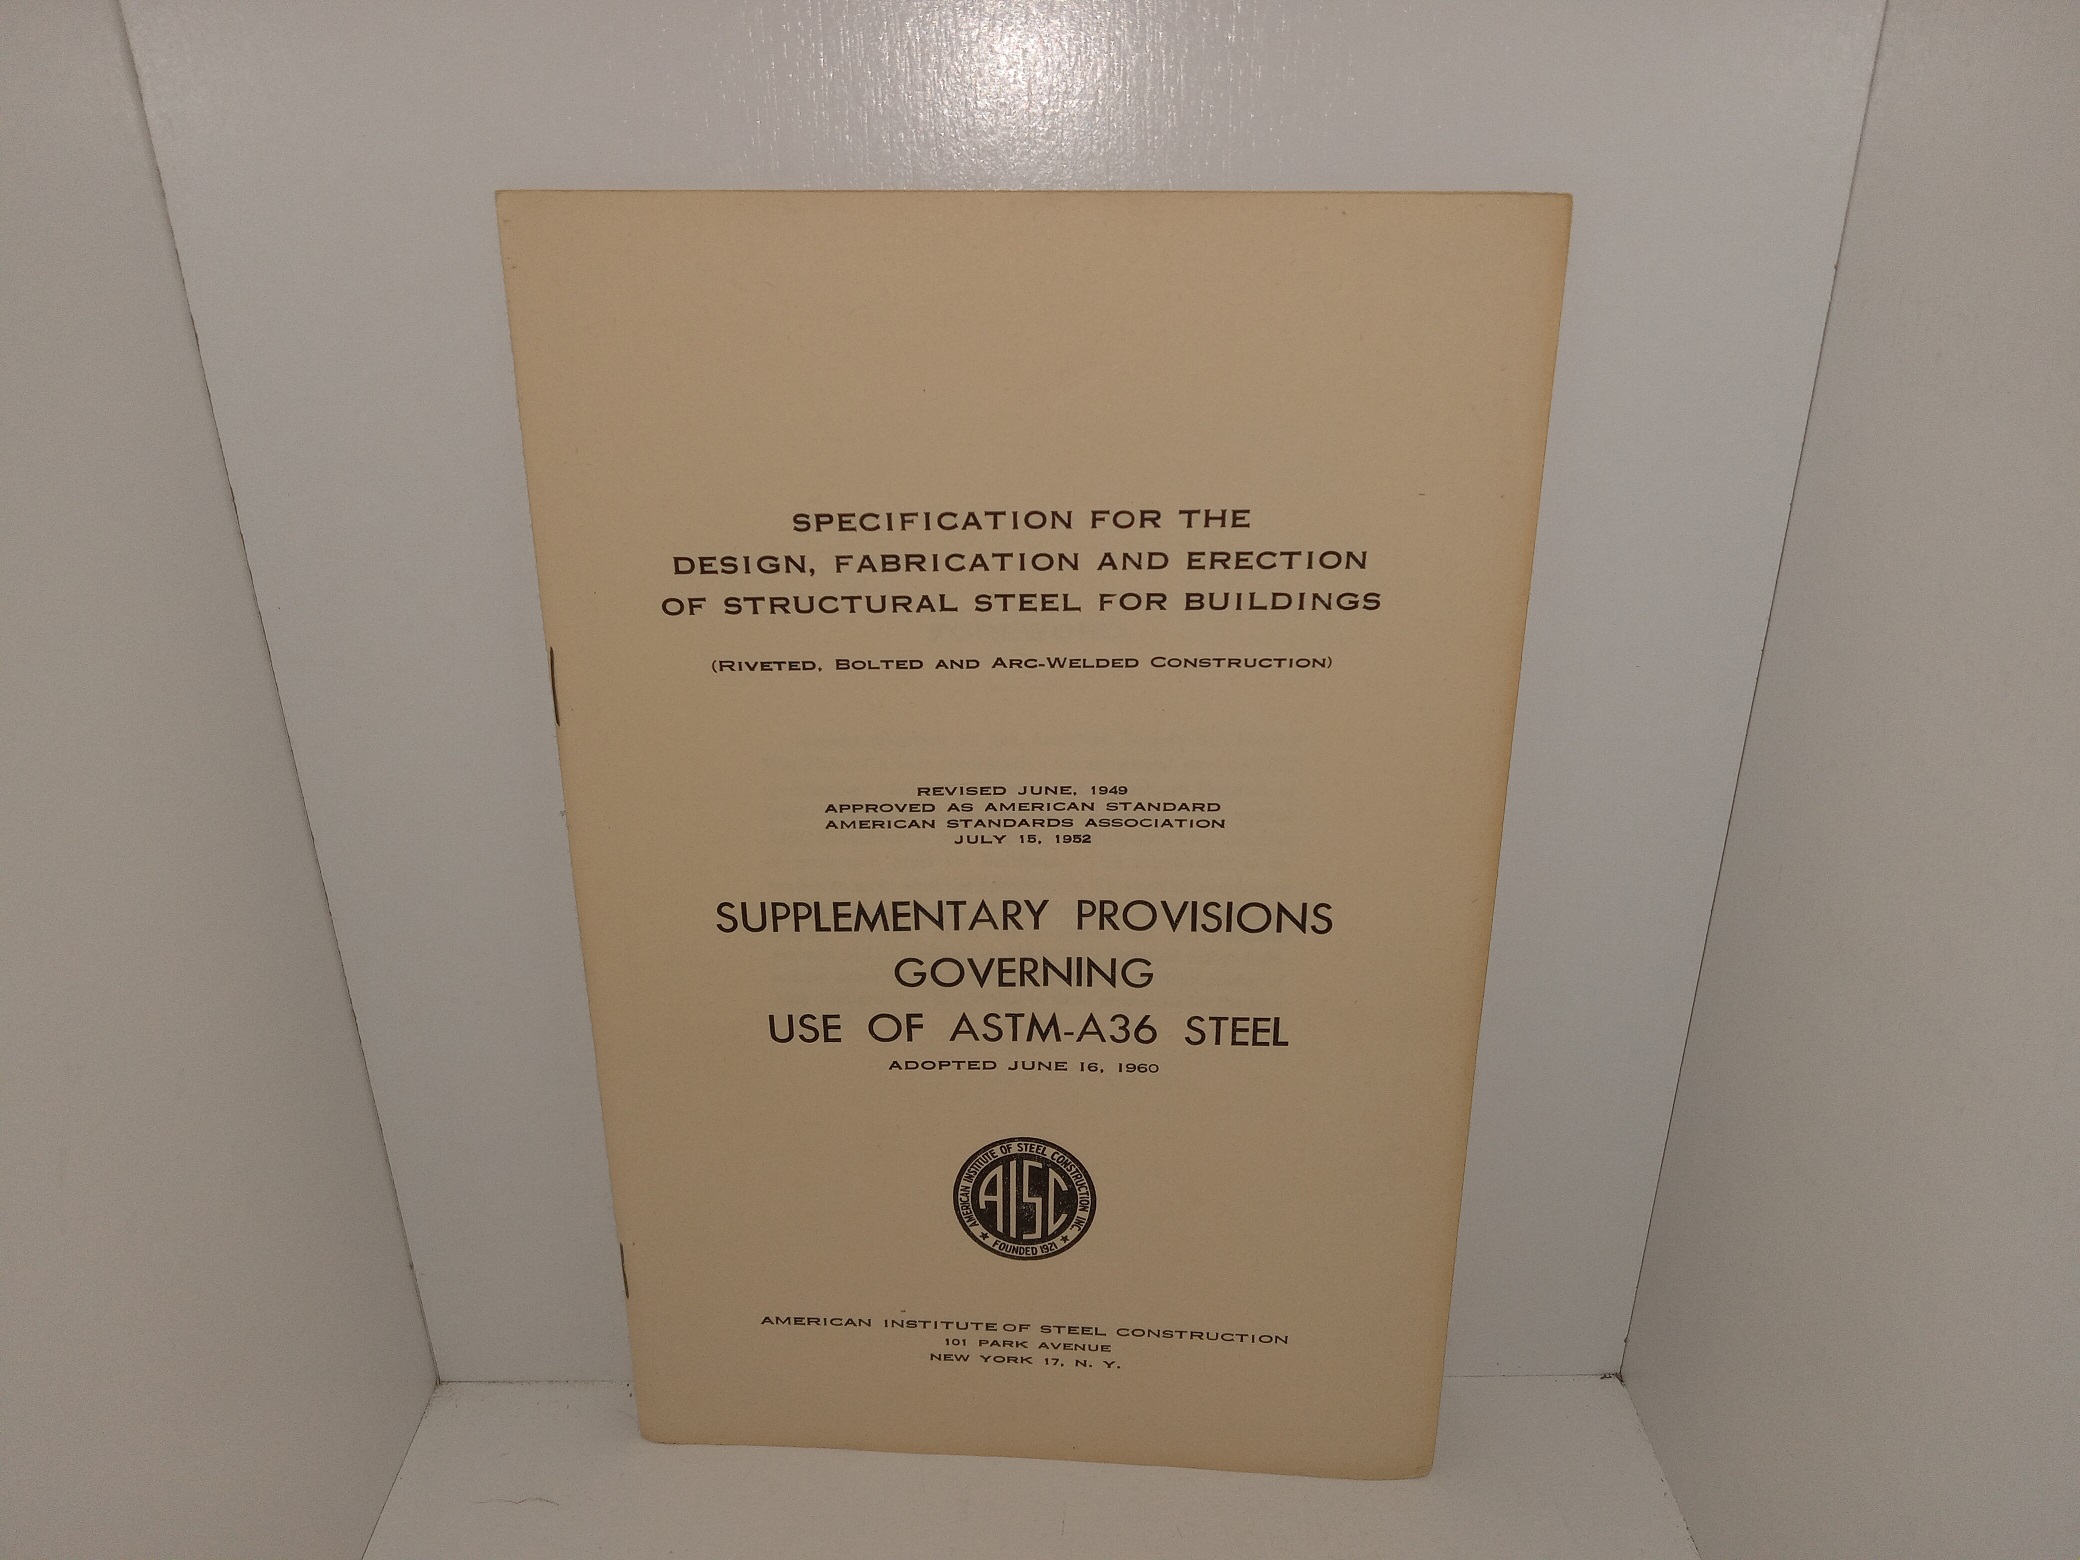 SPECIFICATION FOR THE
DESIGN, FABRICATION AND ERECTION
OF STRUCTURAL STEEL FOR BUILDINGS
(RIVETED, BOLTED AND ARC-WELDED CONSTRUCTION)
REVISED JUNE, 1949
APPROVED AS AMERICAN STANDARD
AMERICAN STANDARDS ASSOCIATION
JULY 15, 1952
SUPPLEMENTARY PROVISIONS
GOVERNING
USE OF ASTM-A36 STEEL
ADOPTED JUNE 16, 1960
AMERICAN INSTITUTE OF STEEL CONSTRUCTION INC.
AISC
★ FOUNDED 1921 ★
AMERICAN INSTITUTE OF STEEL CONSTRUCTION
101 PARK AVENUE
NEW YORK 17, N. Y.